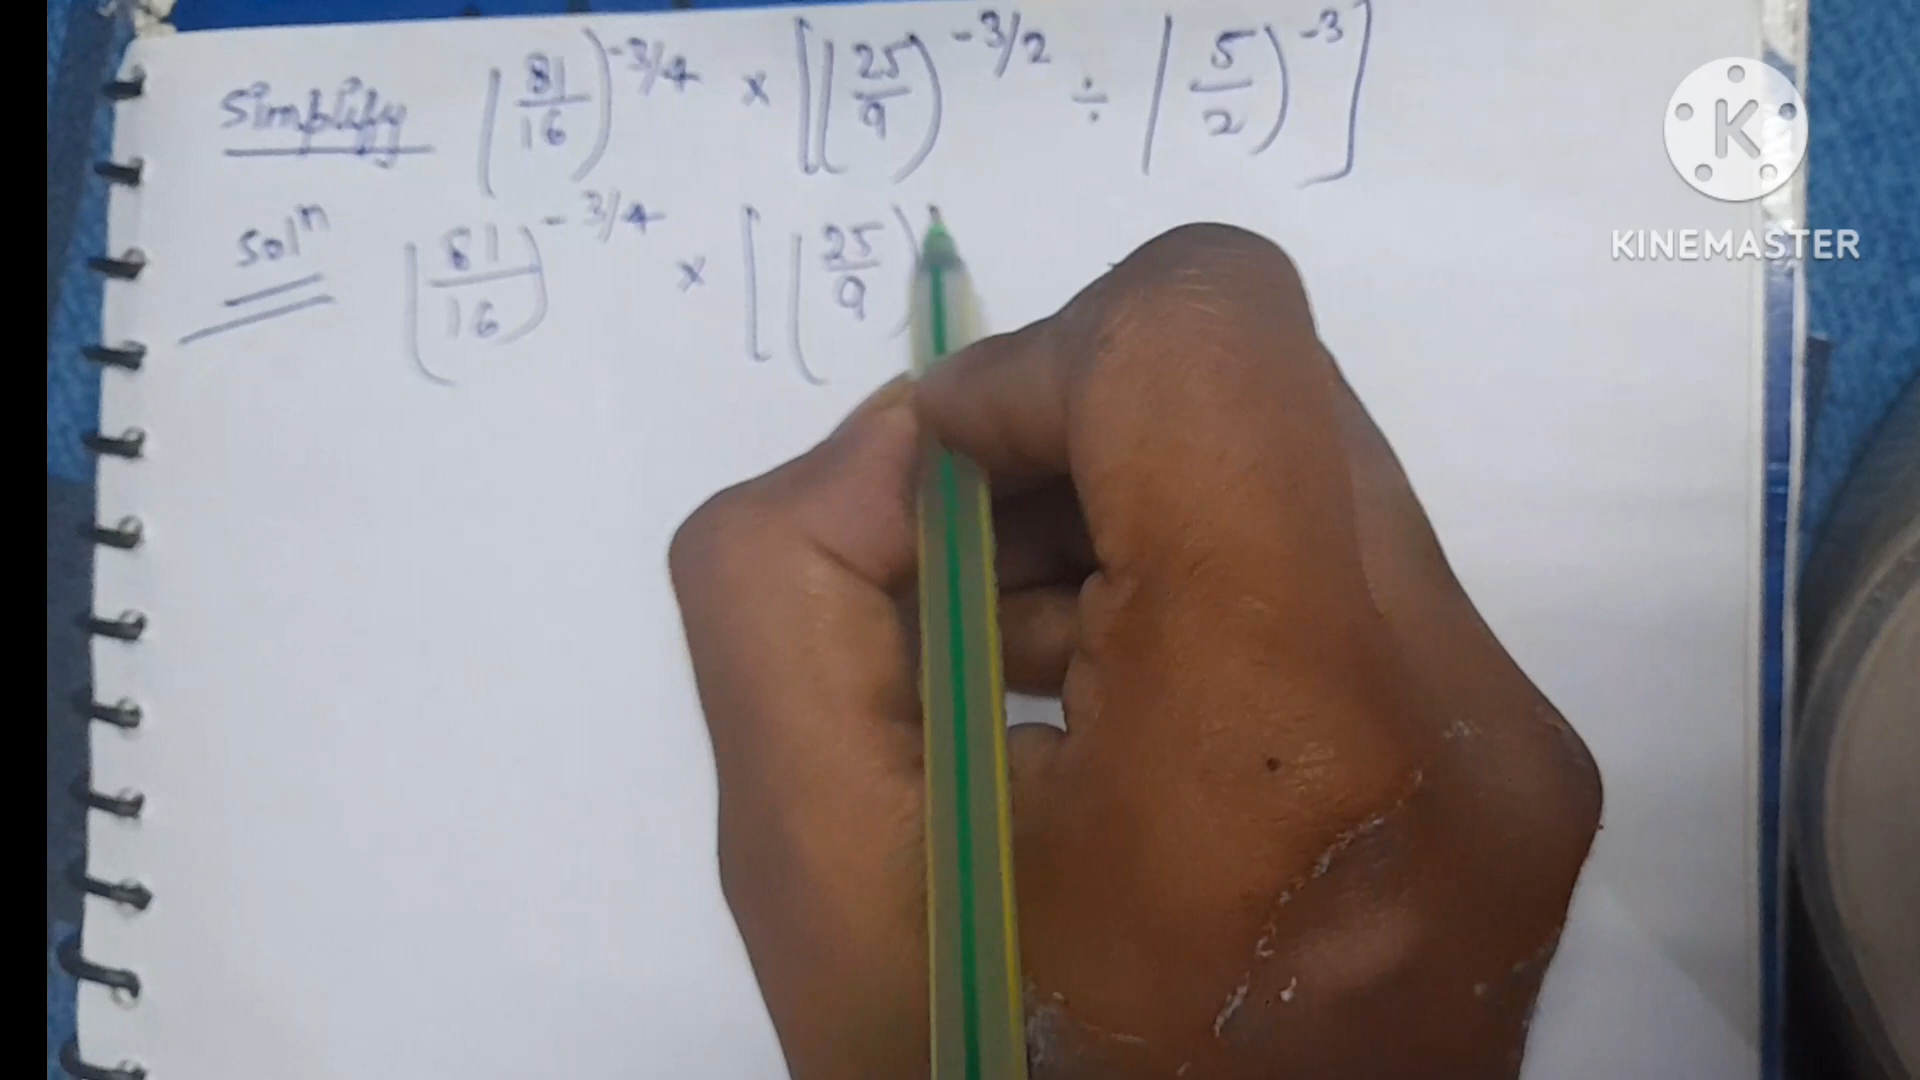 Simplify (81/16)^-3/4 × [(25/9)^-3/2 ÷ (5/2)^-3]
Solⁿ (81/16)^-3/4 × [(25/9)
K
KINEMASTER